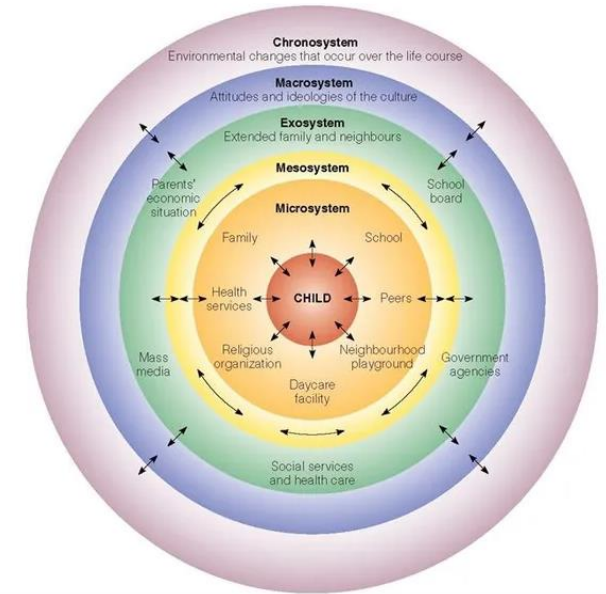 Chronosystem
Environmental changes that occur over the life course
Macrosystem
Attitudes and ideologies of the culture
Exosystem
Extended family and neighbours
Mesosystem
Parents'
economic
situation
School
board
Microsystem
Family
School
Health
services
CHILD
Peers
Religious
organization
Neighbourhood
playground
Mass
media
Government
agencies
Daycare
facility
Social services
and health care